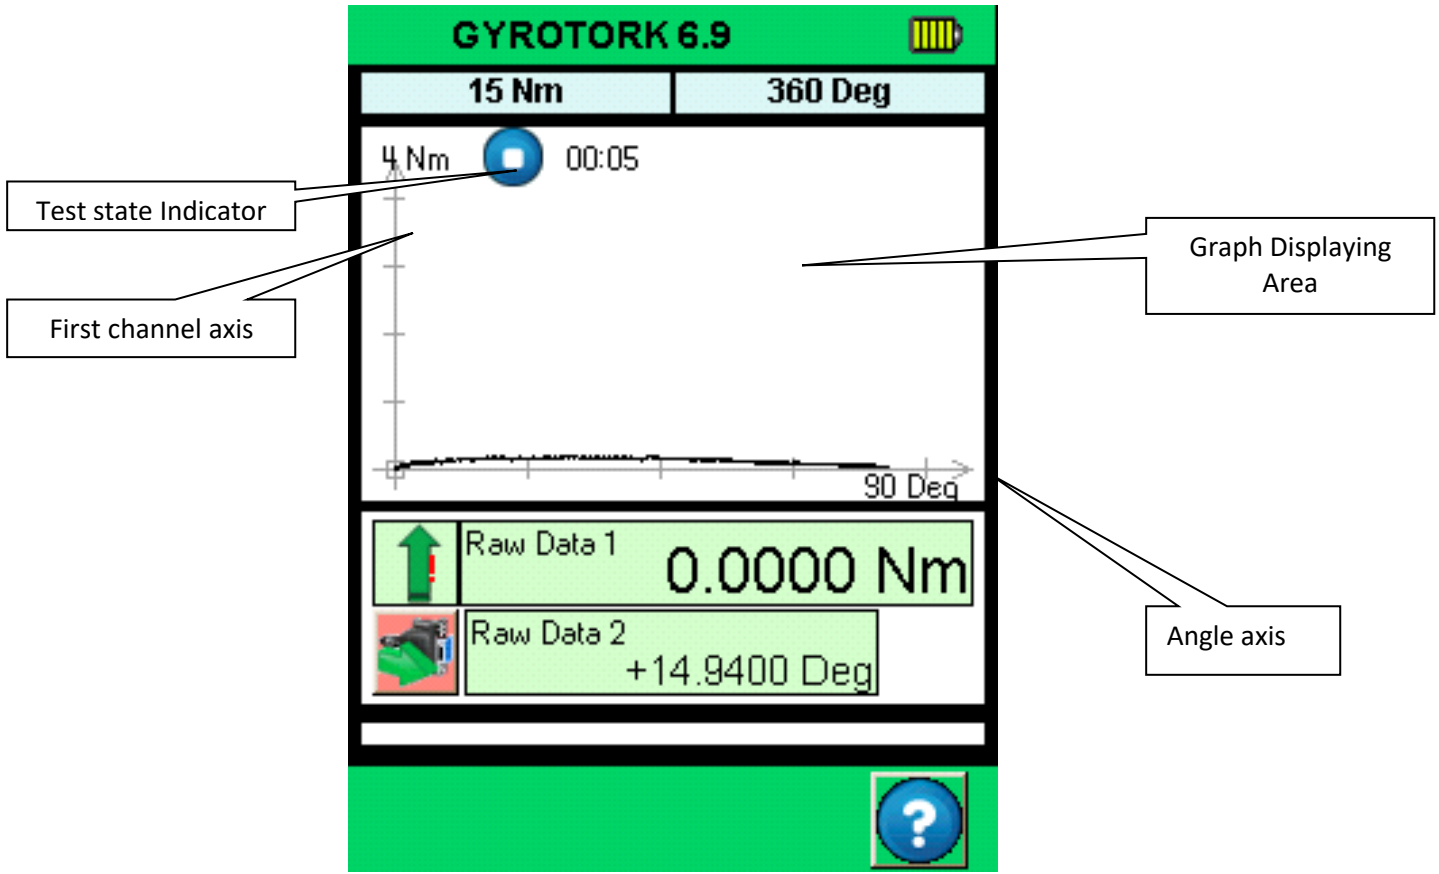 GYROTORK 6.9
15 Nm
360 Deg
4 Nm
00:05
Test state Indicator
Graph Displaying
Area
First channel axis
90 Deg
Raw Data 1
0.0000 Nm
Raw Data 2
+14.9400 Deg
Angle axis
?